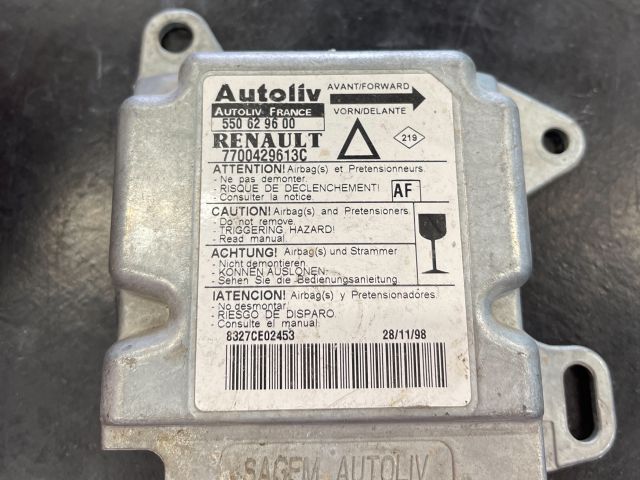 Autoliv AVANT/FORWARD
AUTOLIV FRANCE VORN/DELANTE
550 62 96 00
RENAULT 219
7700429613C
ATTENTION! Airbag(s) et Pretensionneurs.
- Ne pas demonter.
- RISQUE DE DECLENCHEMENT! AF
- Consulter la notice.
CAUTION! Airbag(s) and Pretensioners.
- Do not remove.
- TRIGGERING HAZARD!
- Read manual.
ACHTUNG! Airbag(s) und Strammer
- Nicht demontieren.
- KONNEN AUSLONEN-
- Sehen Sie die Bedienungsanleitung
IATENCION! Airbag(s) y Pretensionadores.
- No desmontar.
- RIESGO DE DISPARO.
- Consulte el manual.
8327CE02453 28/11/98
SAGEM AUTOLIV